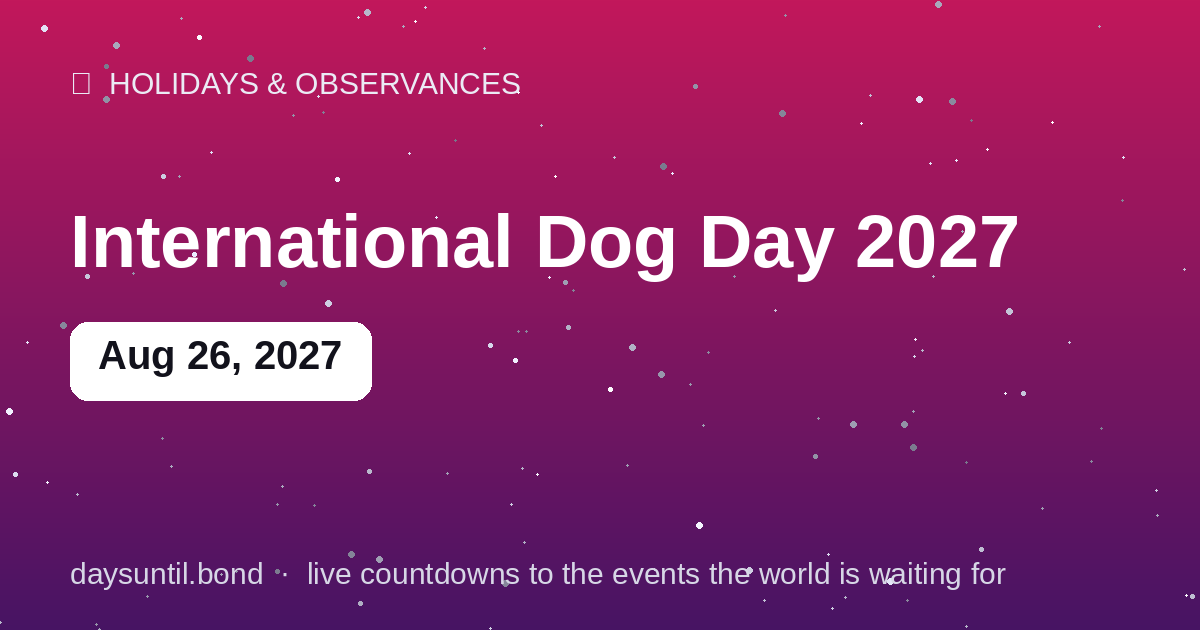 HOLIDAYS & OBSERVANCES
International Dog Day 2027
Aug 26, 2027
daysuntil.bond · live countdowns to the events the world is waiting for